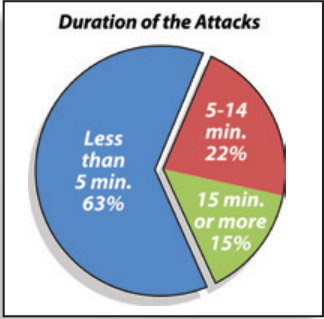 Duration of the Attacks
Less
than
5 min.
63%
5-14
min.
22%
15 min.
or more
15%